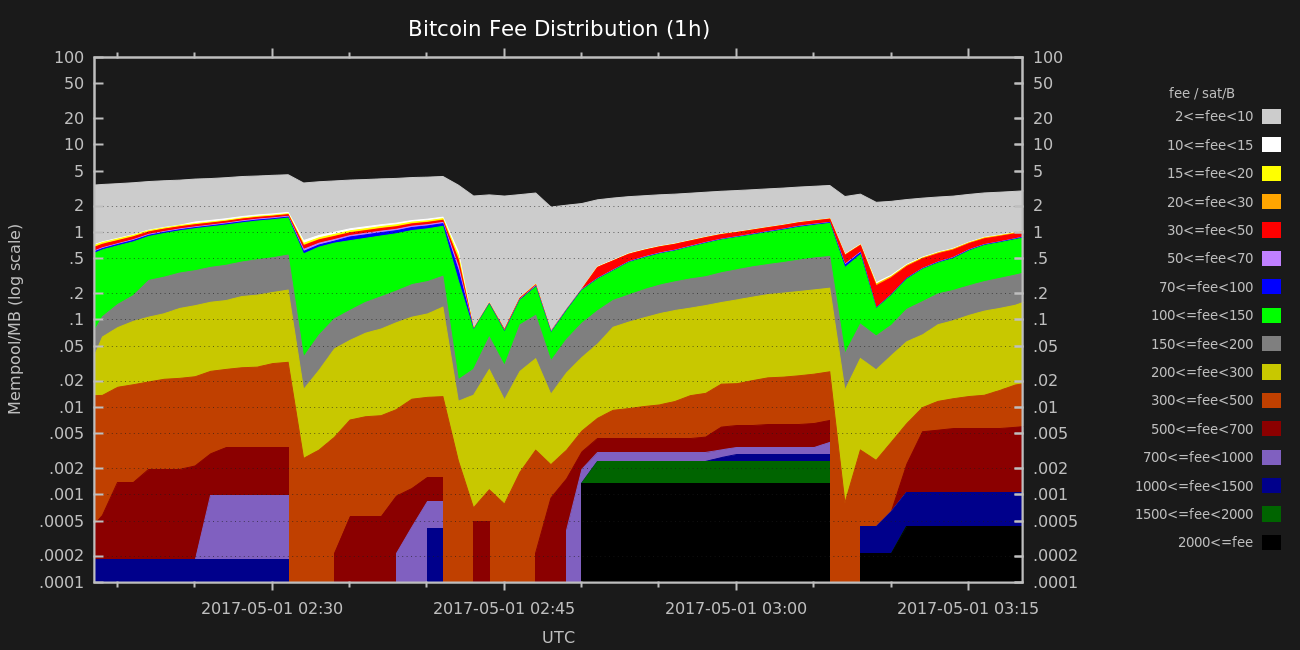 Bitcoin Fee Distribution (1h)
100 100
50 50
20 20
10 10
5 5
2 2
1 1
.5 .5
.2 .2
.1 .1
.05 .05
.02 .02
.01 .01
.005 .005
.002 .002
.001 .001
.0005 .0005
.0002 .0002
.0001 .0001
Mempool/MB (log scale)
2017-05-01 02:30 2017-05-01 02:45 2017-05-01 03:00 2017-05-01 03:15
UTC
fee / sat/B
2<=fee<10
10<=fee<15
15<=fee<20
20<=fee<30
30<=fee<50
50<=fee<70
70<=fee<100
100<=fee<150
150<=fee<200
200<=fee<300
300<=fee<500
500<=fee<700
700<=fee<1000
1000<=fee<1500
1500<=fee<2000
2000<=fee